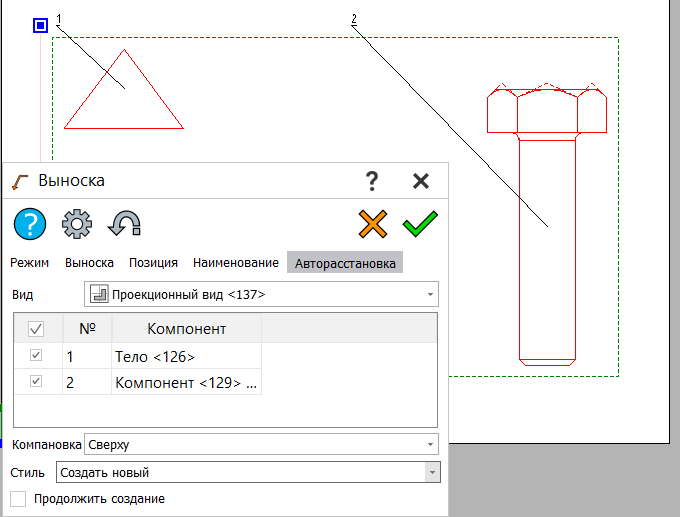 1
2
Выноска
? ×
?
Режим Выноска Позиция Наименование Авторасстановка
Вид Проекционный вид <137>
№ Компонент
1 Тело <126>
2 Компонент <129> ...
Компановка Сверху
Стиль Создать новый
Продолжить создание